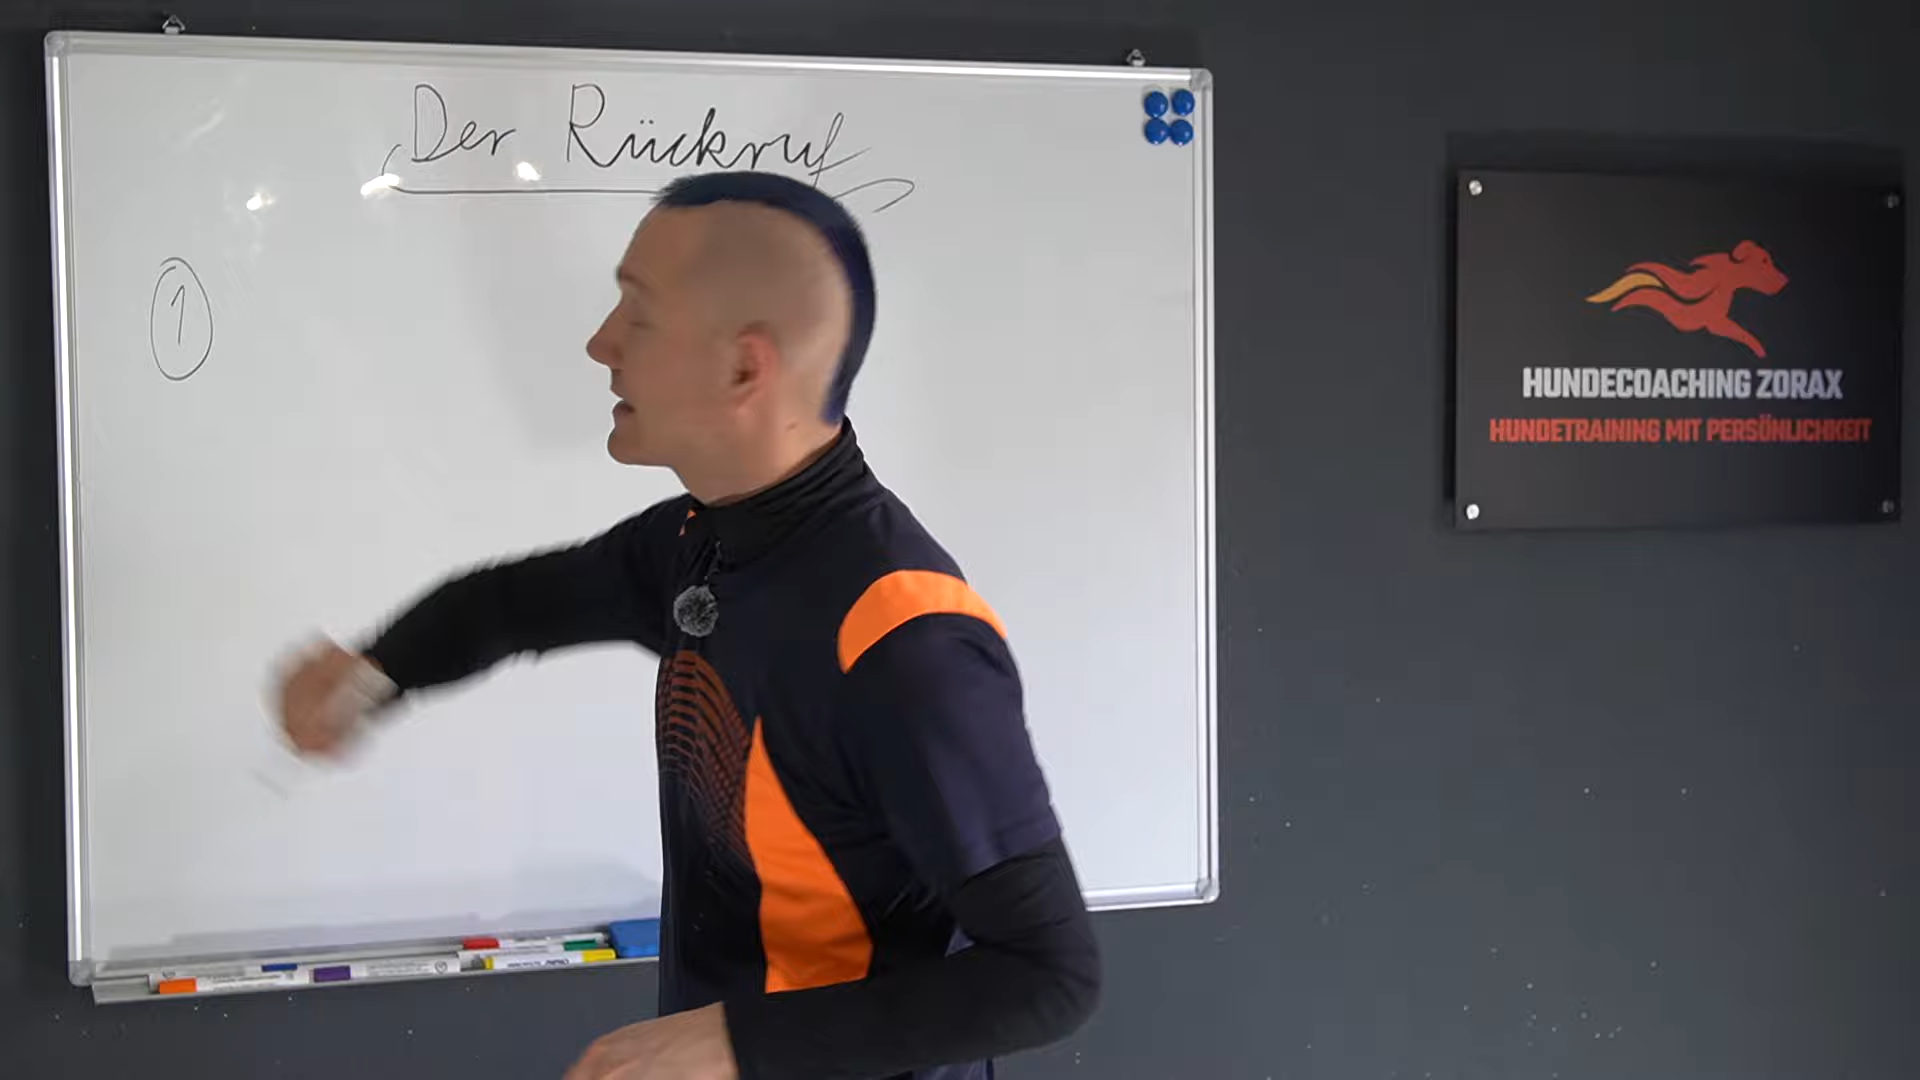 Der Rückruf
1
HUNDECOACHING ZORAX
HUNDETRAINING MIT PERSÖNLICHKEIT